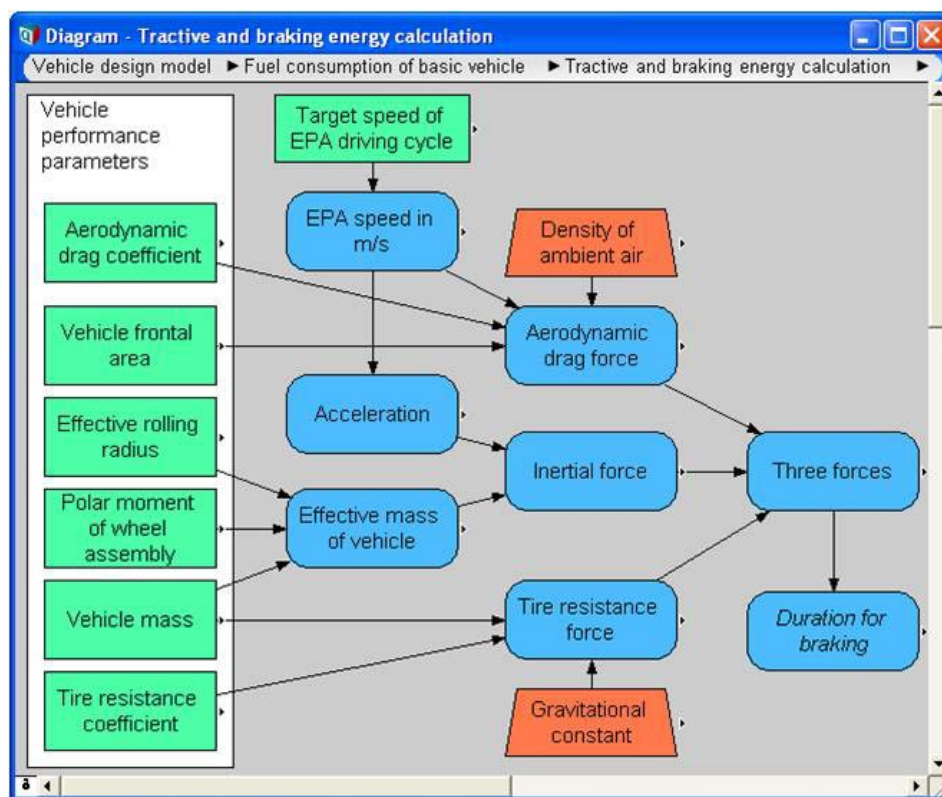 Diagram - Tractive and braking energy calculation
Vehicle design model ▶ Fuel consumption of basic vehicle ▶ Tractive and braking energy calculation ▶
Vehicle
performance
parameters
Target speed of
EPA driving cycle
Aerodynamic
drag coefficient
EPA speed in
m/s
Density of
ambient air
Vehicle frontal
area
Aerodynamic
drag force
Effective rolling
radius
Acceleration
Inertial force
Three forces
Polar moment
of wheel
assembly
Effective mass
of vehicle
Vehicle mass
Tire resistance
force
Duration for
braking
Tire resistance
coefficient
Gravitational
constant